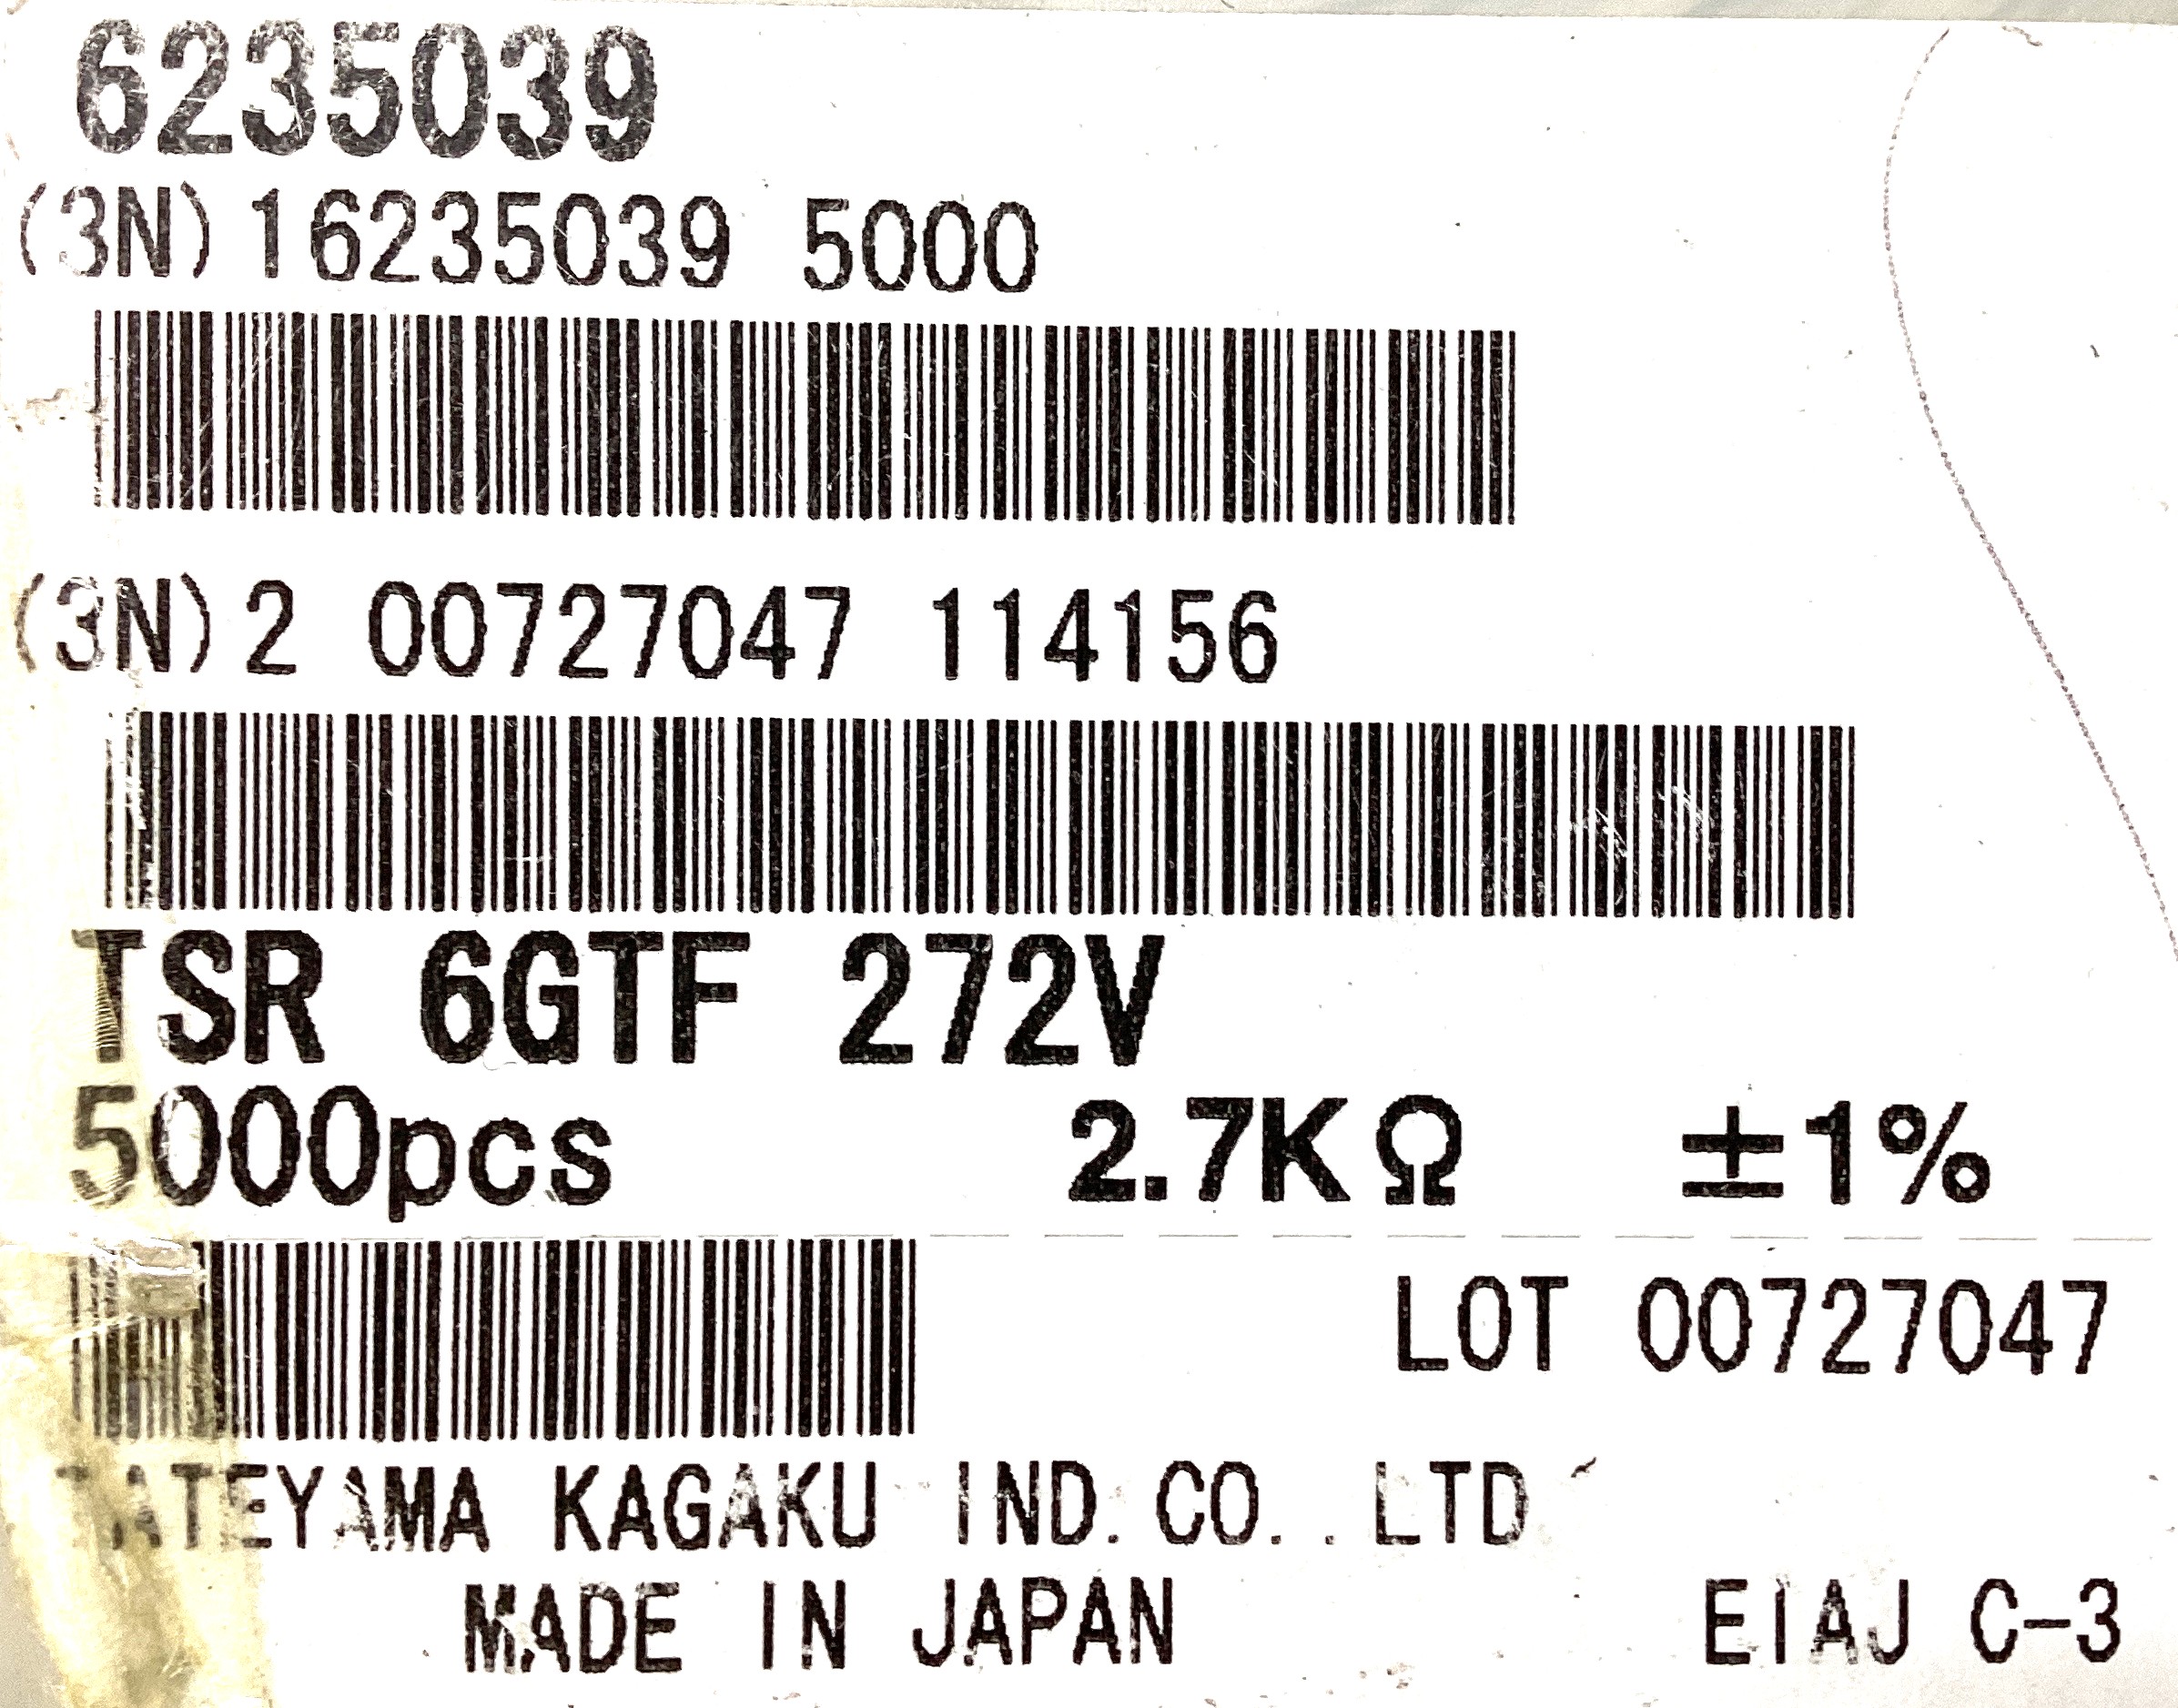 6235039
(3N)16235039 5000
(3N)2 00727047 114156
TSR 6GTF 272V
5000pcs 2.7KΩ ±1%
LOT 00727047
TATEYAMA KAGAKU IND.CO.,LTD
MADE IN JAPAN EIAJ C-3